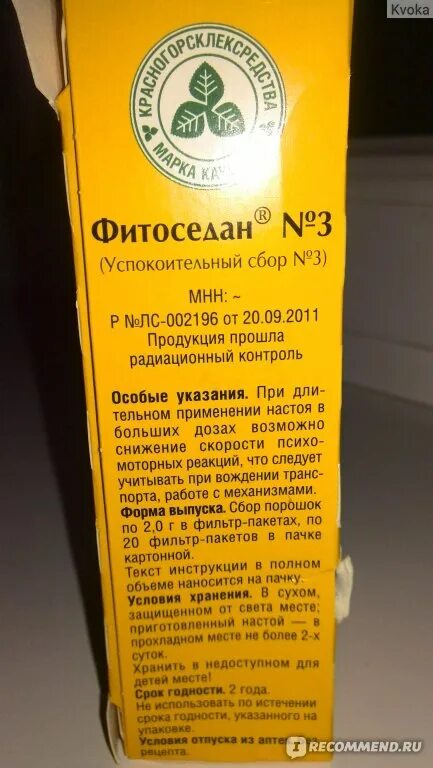 Kvoka
КРАСНОГОРСКЛЕКСРЕДСТВА
МАРКА
Фитоседан® №3
(Успокоительный сбор №3)
МНН: ~
Р №ЛС-002196 от 20.09.2011
Продукция прошла
радиационный контроль
Особые указания. При дли-
тельном применении настоя в
больших дозах возможно
снижение скорости психо-
моторных реакций, что следует
учитывать при вождении транс-
порта, работе с механизмами.
Форма выпуска. Сбор порошок
по 2,0 г в фильтр-пакетах, по
20 фильтр-пакетов в пачке
картонной.
Текст инструкции в полном
объеме наносится на пачку.
Условия хранения. В сухом,
защищенном от света месте;
приготовленный настой — в
прохладном месте не более 2-х
суток.
Хранить в недоступном для
детей месте!
Срок годности. 2 года.
Не использовать по истечении
срока годности, указанного на
упаковке.
Условия отпуска из аптек. Без
рецепта.
IRECOMMEND.RU